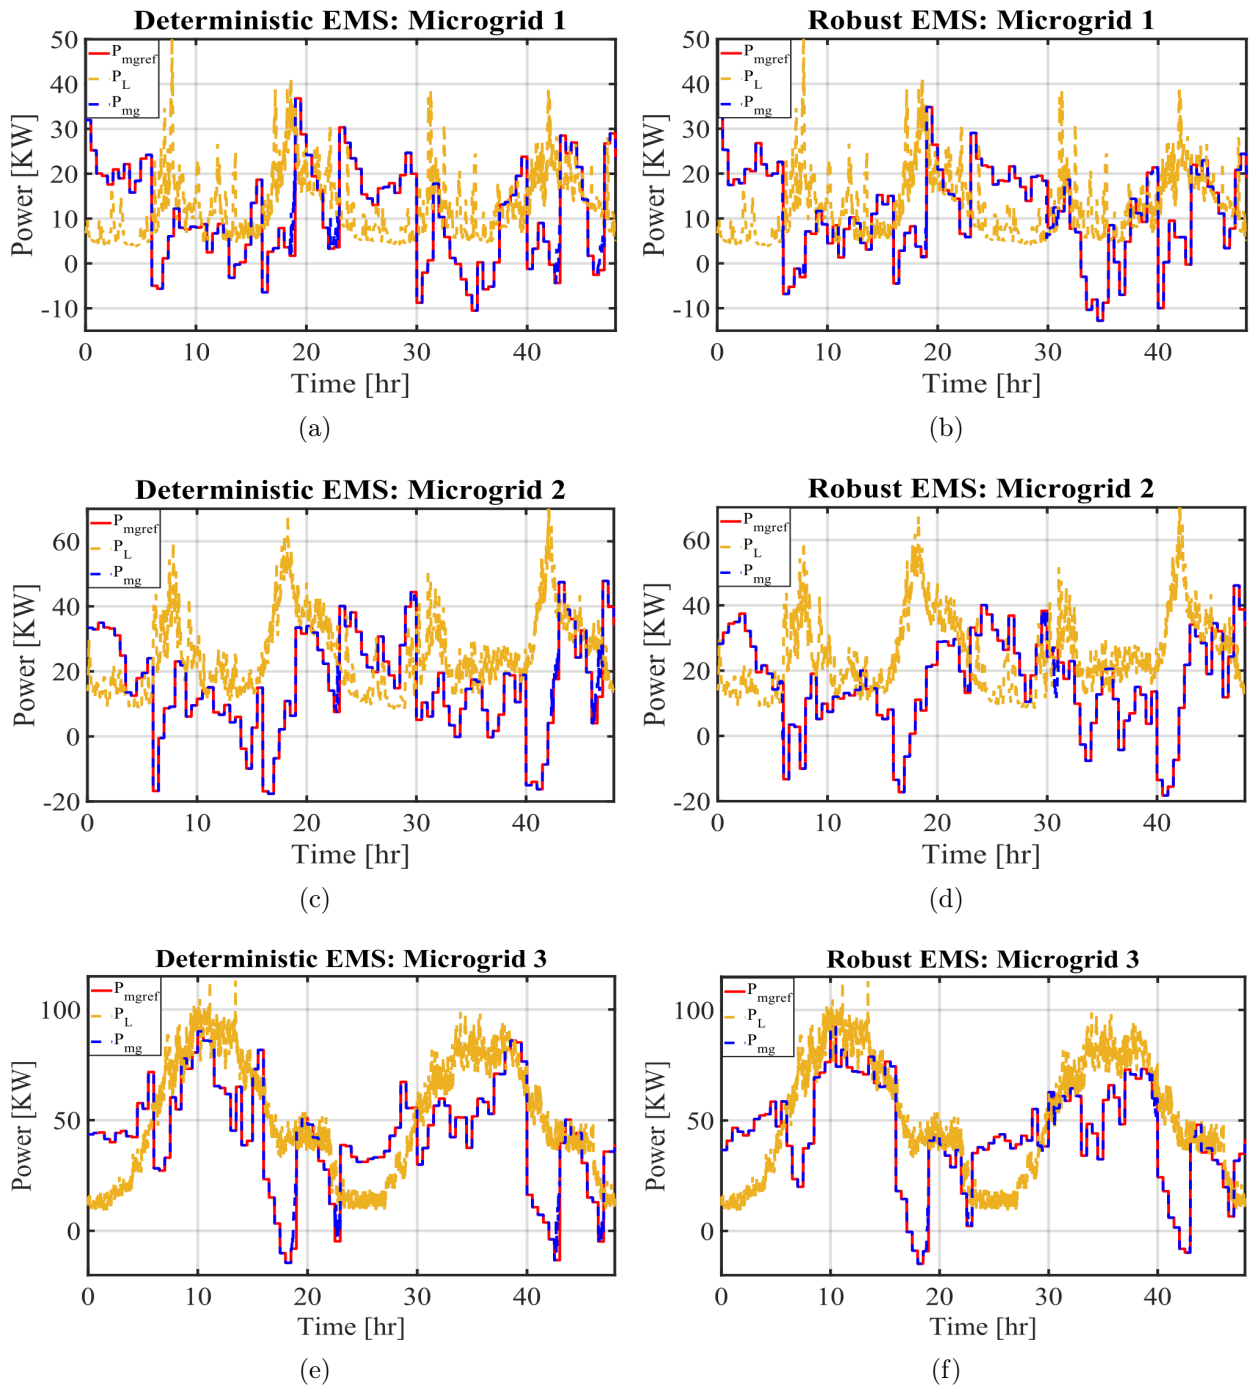 Deterministic EMS: Microgrid 1
P_mgref
P_L
P_mg
Power [KW]
50
40
30
20
10
0
-10
0 10 20 30 40
Time [hr]
(a)
Robust EMS: Microgrid 1
P_mgref
P_L
P_mg
Power [KW]
50
40
30
20
10
0
-10
0 10 20 30 40
Time [hr]
(b)
Deterministic EMS: Microgrid 2
P_mgref
P_L
P_mg
Power [KW]
60
40
20
0
-20
0 10 20 30 40
Time [hr]
(c)
Robust EMS: Microgrid 2
P_mgref
P_L
P_mg
Power [KW]
60
40
20
0
-20
0 10 20 30 40
Time [hr]
(d)
Deterministic EMS: Microgrid 3
P_mgref
P_L
P_mg
Power [KW]
100
50
0
0 10 20 30 40
Time [hr]
(e)
Robust EMS: Microgrid 3
P_mgref
P_L
P_mg
Power [KW]
100
50
0
0 10 20 30 40
Time [hr]
(f)